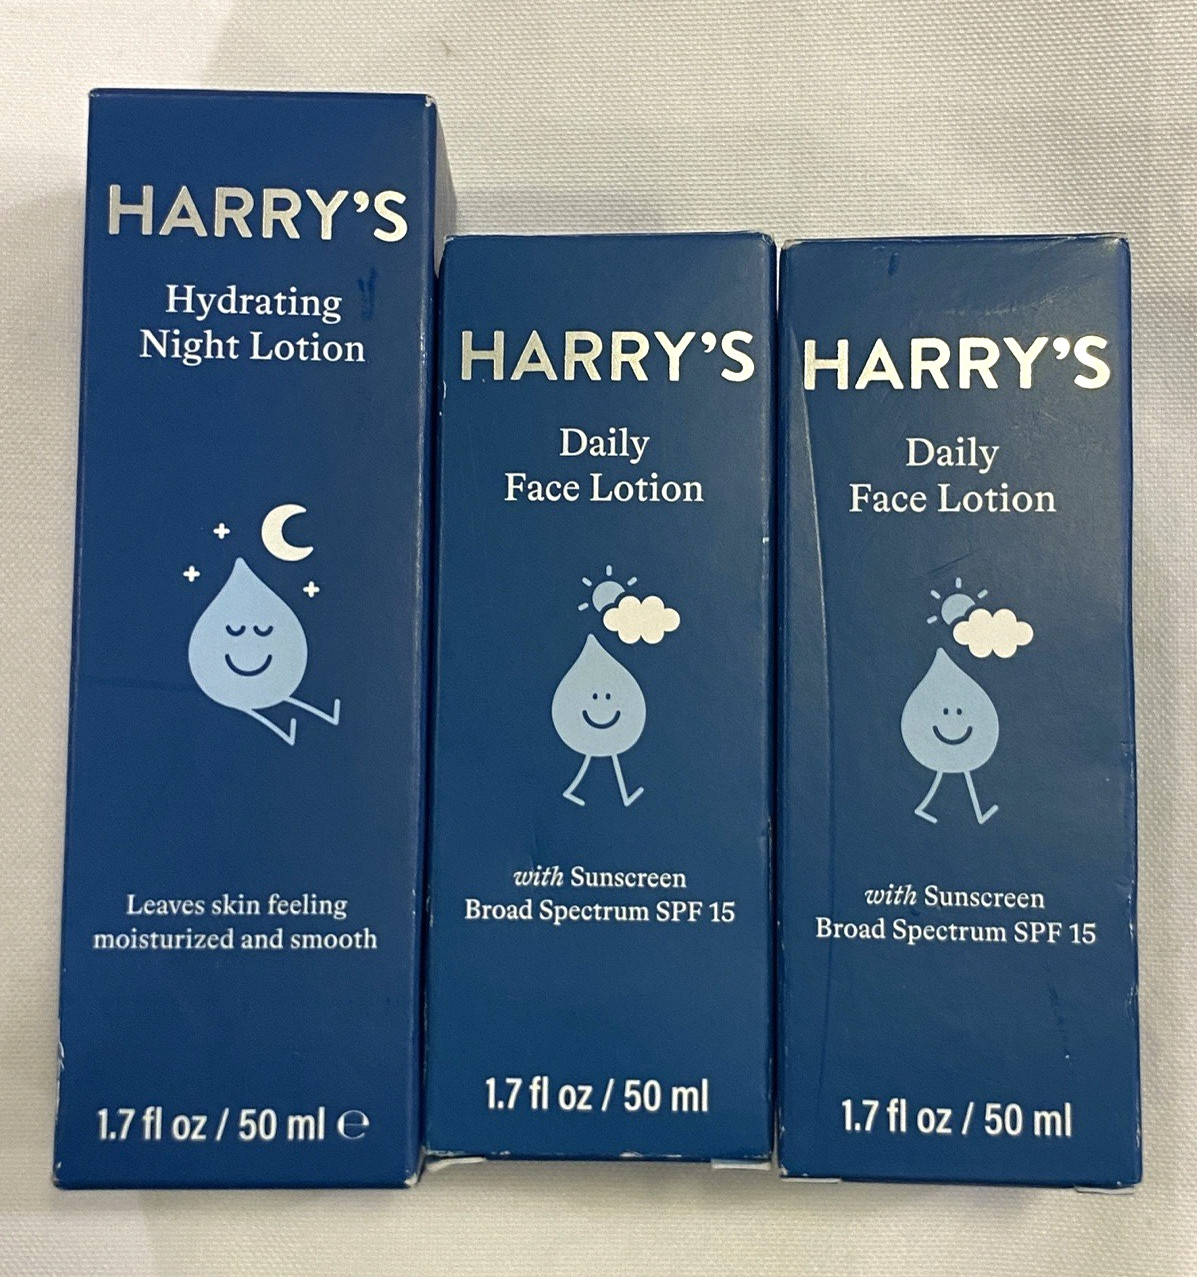 HARRY'S
Hydrating
Night Lotion
Leaves skin feeling
moisturized and smooth
1.7 fl oz / 50 ml ℮
HARRY'S
Daily
Face Lotion
with Sunscreen
Broad Spectrum SPF 15
1.7 fl oz / 50 ml
HARRY'S
Daily
Face Lotion
with Sunscreen
Broad Spectrum SPF 15
1.7 fl oz / 50 ml